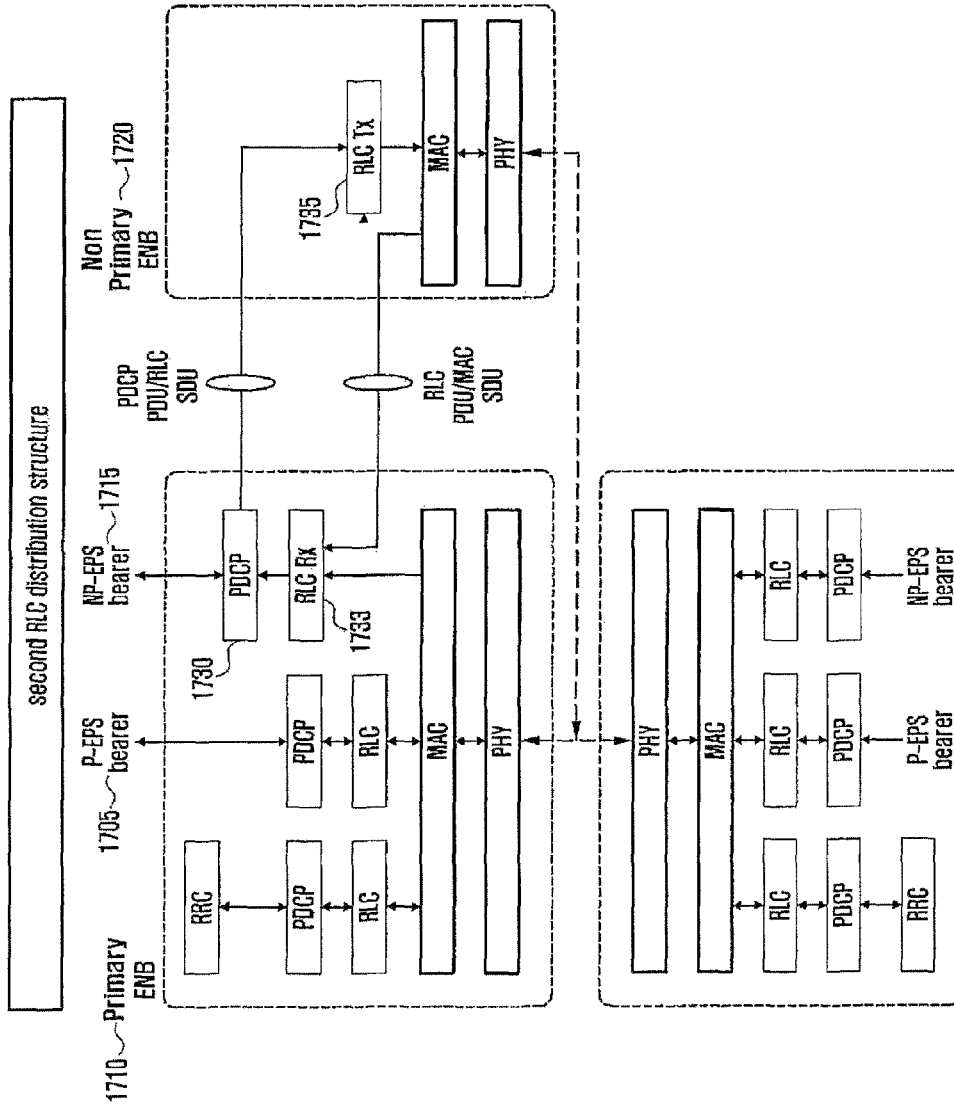 second RLC distribution structure
1710
Primary
ENB
1705
P-EPS
bearer
NP-EPS
bearer
1715
Non
Primary
ENB
1720
RRC
PDCP
RLC
PDCP
RLC
PDCP
1730
RLC Rx
1733
MAC
PHY
PDCP
PDU/RLC
SDU
RLC
PDU/MAC
SDU
RLC Tx
1735
MAC
PHY
PHY
MAC
RLC
PDCP
RRC
RLC
PDCP
P-EPS
bearer
RLC
PDCP
NP-EPS
bearer